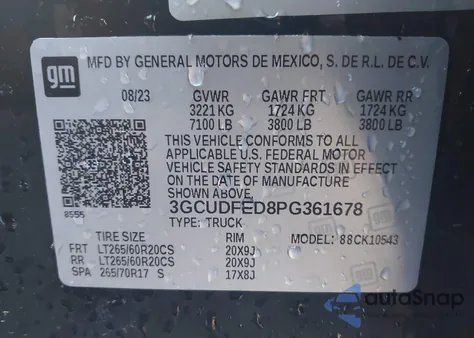 gm
MFD BY GENERAL MOTORS DE MEXICO, S. DE R.L. DE C.V.
08/23 GVWR GAWR FRT GAWR RR
3221 KG 1724 KG 1724 KG
7100 LB 3800 LB 3800 LB
THIS VEHICLE CONFORMS TO ALL
APPLICABLE U.S. FEDERAL MOTOR
VEHICLE SAFETY STANDARDS IN EFFECT
ON THE DATE OF MANUFACTURE
SHOWN ABOVE.
8555 3GCUDFED8PG361678
TYPE: TRUCK MODEL: 88CK10543
TIRE SIZE RIM
FRT LT265/60R20CS 20X9J
RR LT265/60R20CS 20X9J
SPA 265/70R17 S 17X8J
autoSnap